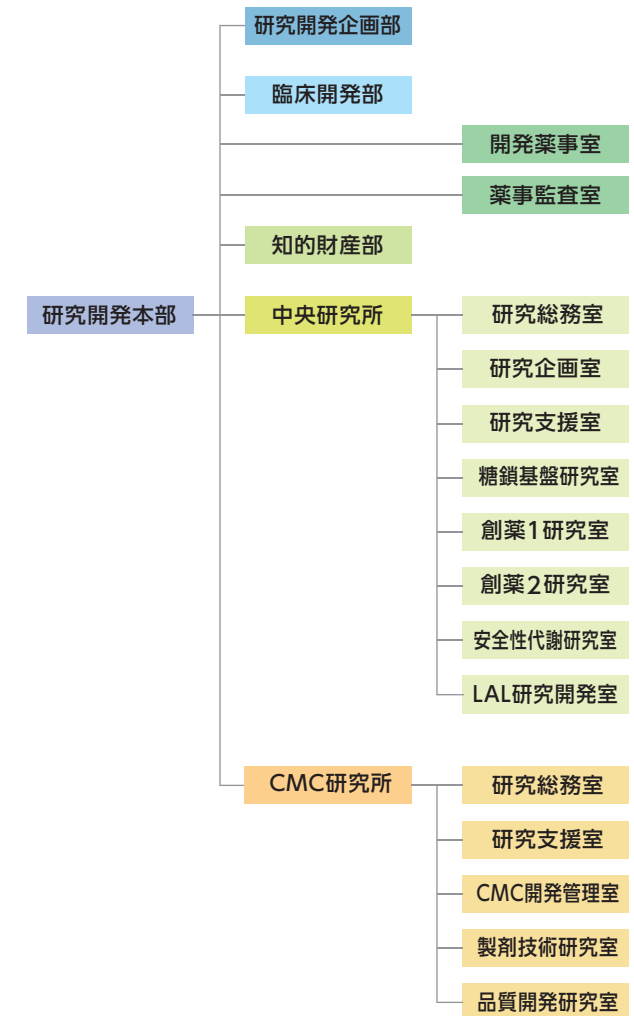 研究開発企画部
臨床開発部
開発薬事室
薬事監査室
知的財産部
研究開発本部
中央研究所
研究総務室
研究企画室
研究支援室
糖鎖基盤研究室
創薬1研究室
創薬2研究室
安全性代謝研究室
LAL研究開発室
CMC研究所
研究総務室
研究支援室
CMC開発管理室
製剤技術研究室
品質開発研究室